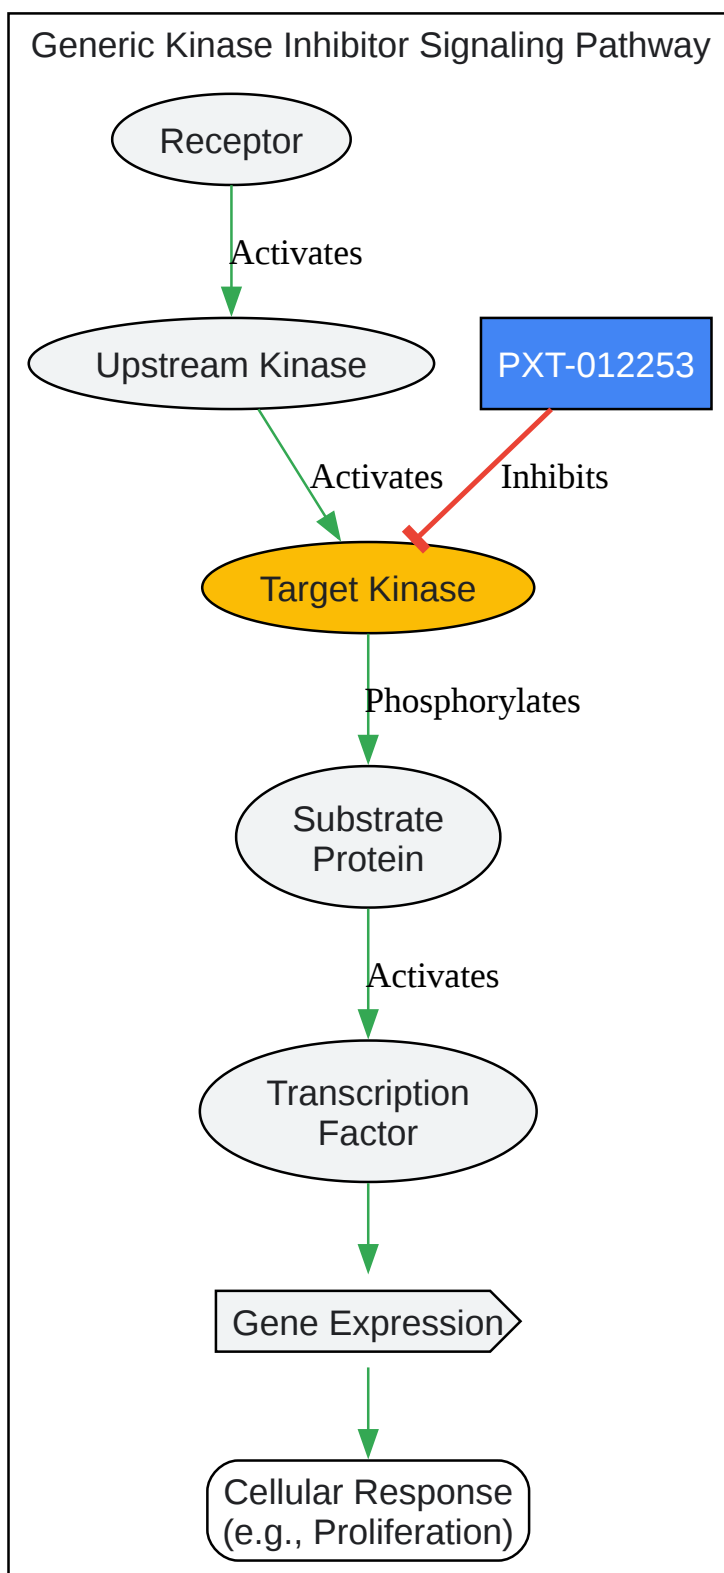 Generic Kinase Inhibitor Signaling Pathway
Receptor
Activates
Upstream Kinase
PXT-012253
Activates
Inhibits
Target Kinase
Phosphorylates
Substrate
Protein
Activates
Transcription
Factor
Gene Expression
Cellular Response
(e.g., Proliferation)